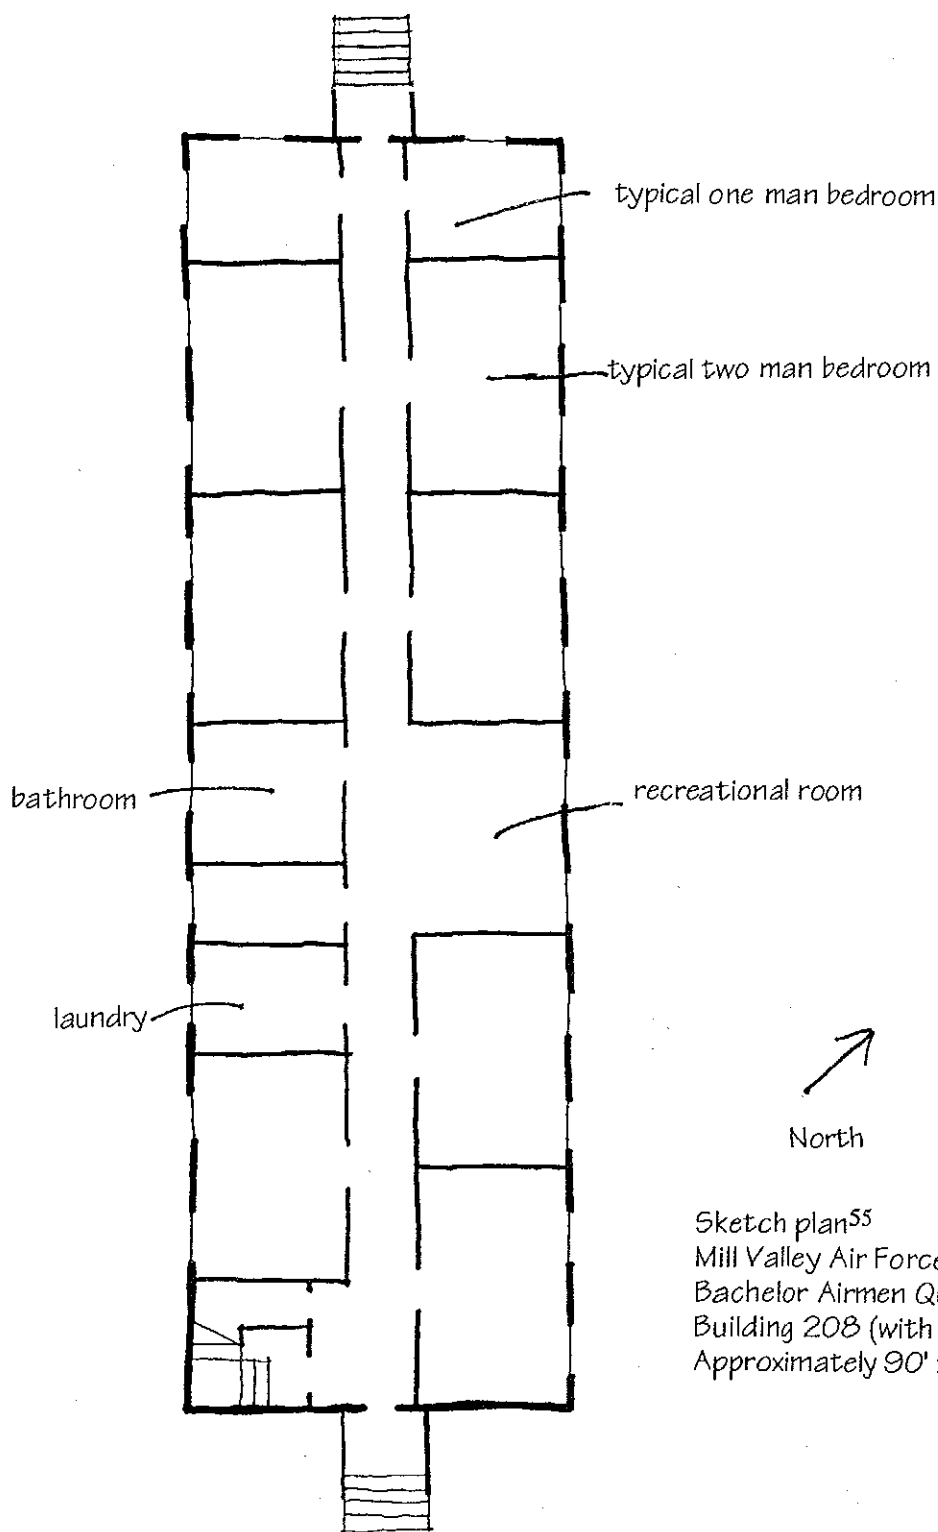 typical one man bedroom
typical two man bedroom
bathroom
recreational room
laundry
North
Sketch plan55
Mill Valley Air Force
Bachelor Airmen
Building 208 (with
Approximately 90'